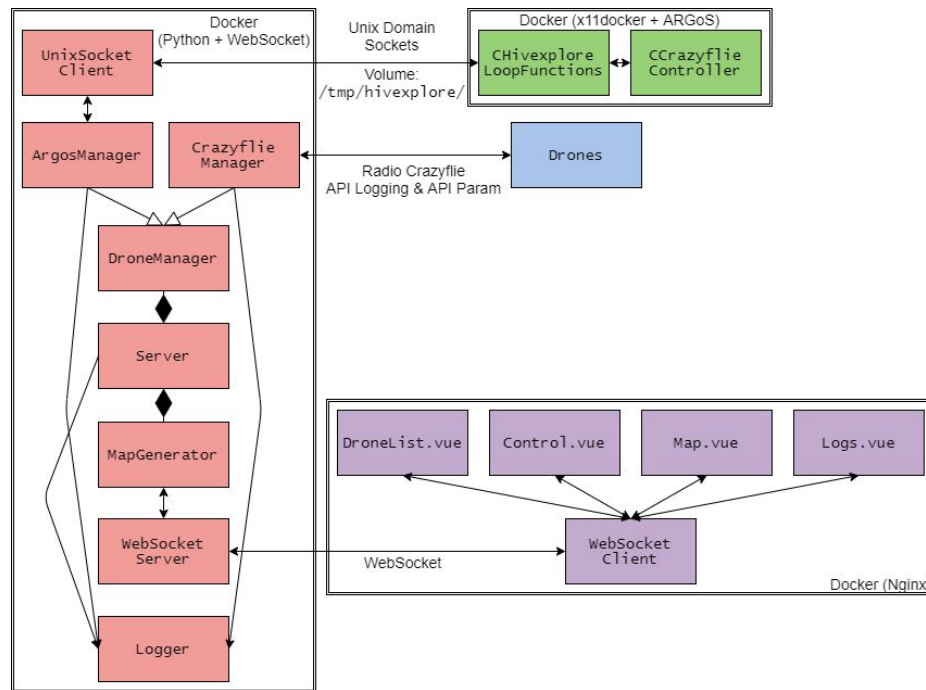 Docker
(Python + WebSocket)
UnixSocket
Client
Unix Domain
Sockets
Volume:
/tmp/hivexplore/
Docker (x11docker + ARGoS)
CHivexplore
LoopFunctions
CCrazyflie
Controller
ArgosManager
Crazyflie
Manager
Radio Crazyflie
API Logging & API Param
Drones
DroneManager
Server
MapGenerator
WebSocket
Server
Logger
DroneList.vue
Control.vue
Map.vue
Logs.vue
WebSocket
WebSocket
Client
Docker (Nginx